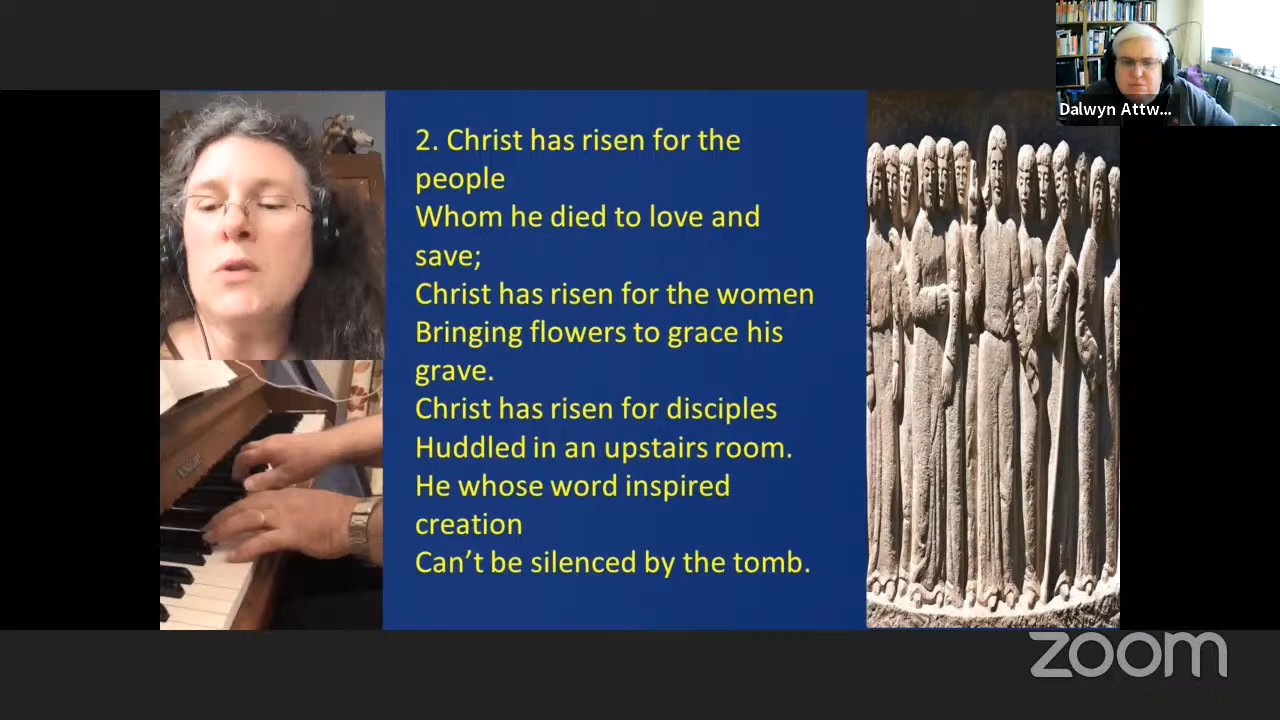 Dalwyn Attw...
2. Christ has risen for the
people
Whom he died to love and
save;
Christ has risen for the women
Bringing flowers to grace his
grave.
Christ has risen for disciples
Huddled in an upstairs room.
He whose word inspired
creation
Can’t be silenced by the tomb.
zoom